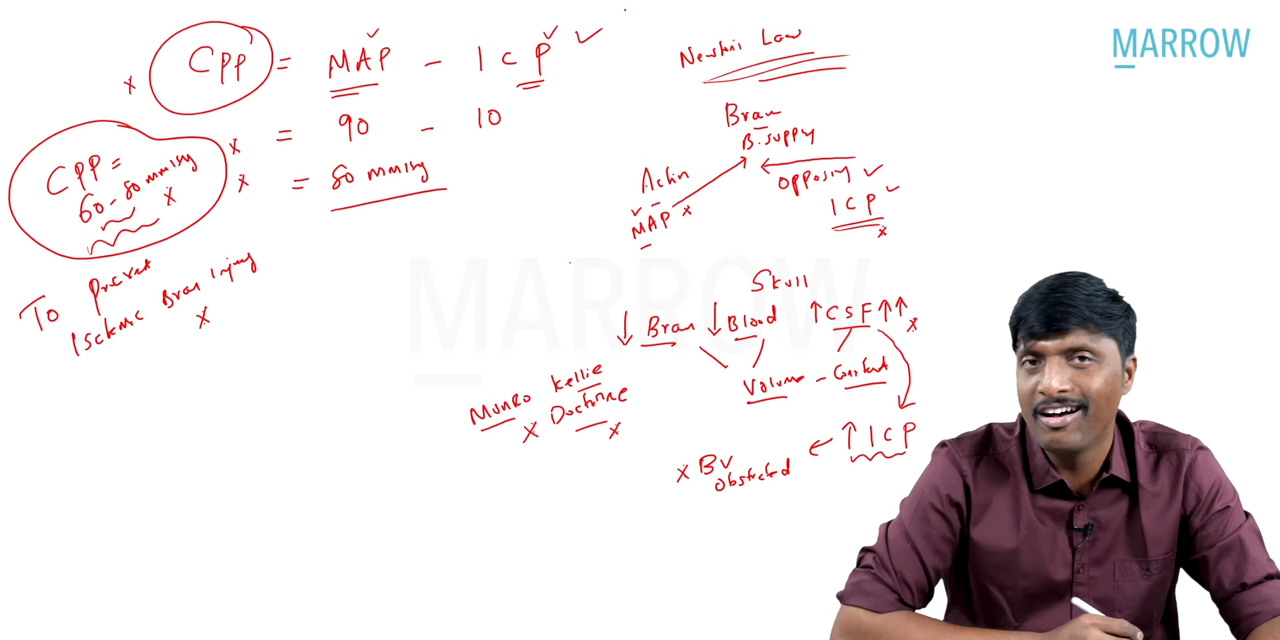 MARROW
CPP = MAP - ICP
= 90 - 10
= 80 mmHg
CPP =
60-80 mmHg
To prevent
Ischemic Brain Injury
Newton's Law
Brain
B. supply
Action
MAP
Opposing
ICP
Skull
↓ Brain ↓ Blood ↑ CSF ↑↑
Volume - Constant
Munro Kellie
Doctrine
↑ ICP
BV
Obstructed
MARROW